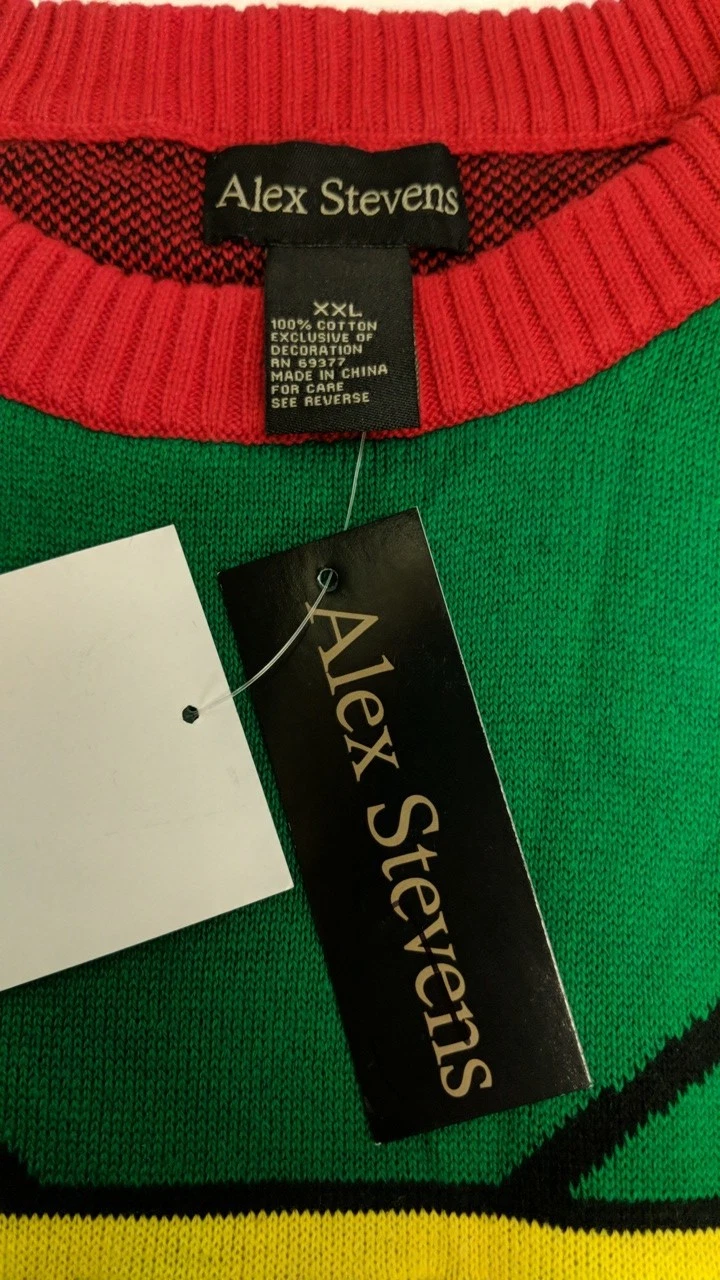 Alex Stevens
XXL
100% COTTON
EXCLUSIVE OF
DECORATION
RN 69377
MADE IN CHINA
FOR CARE
SEE REVERSE
Alex Stevens